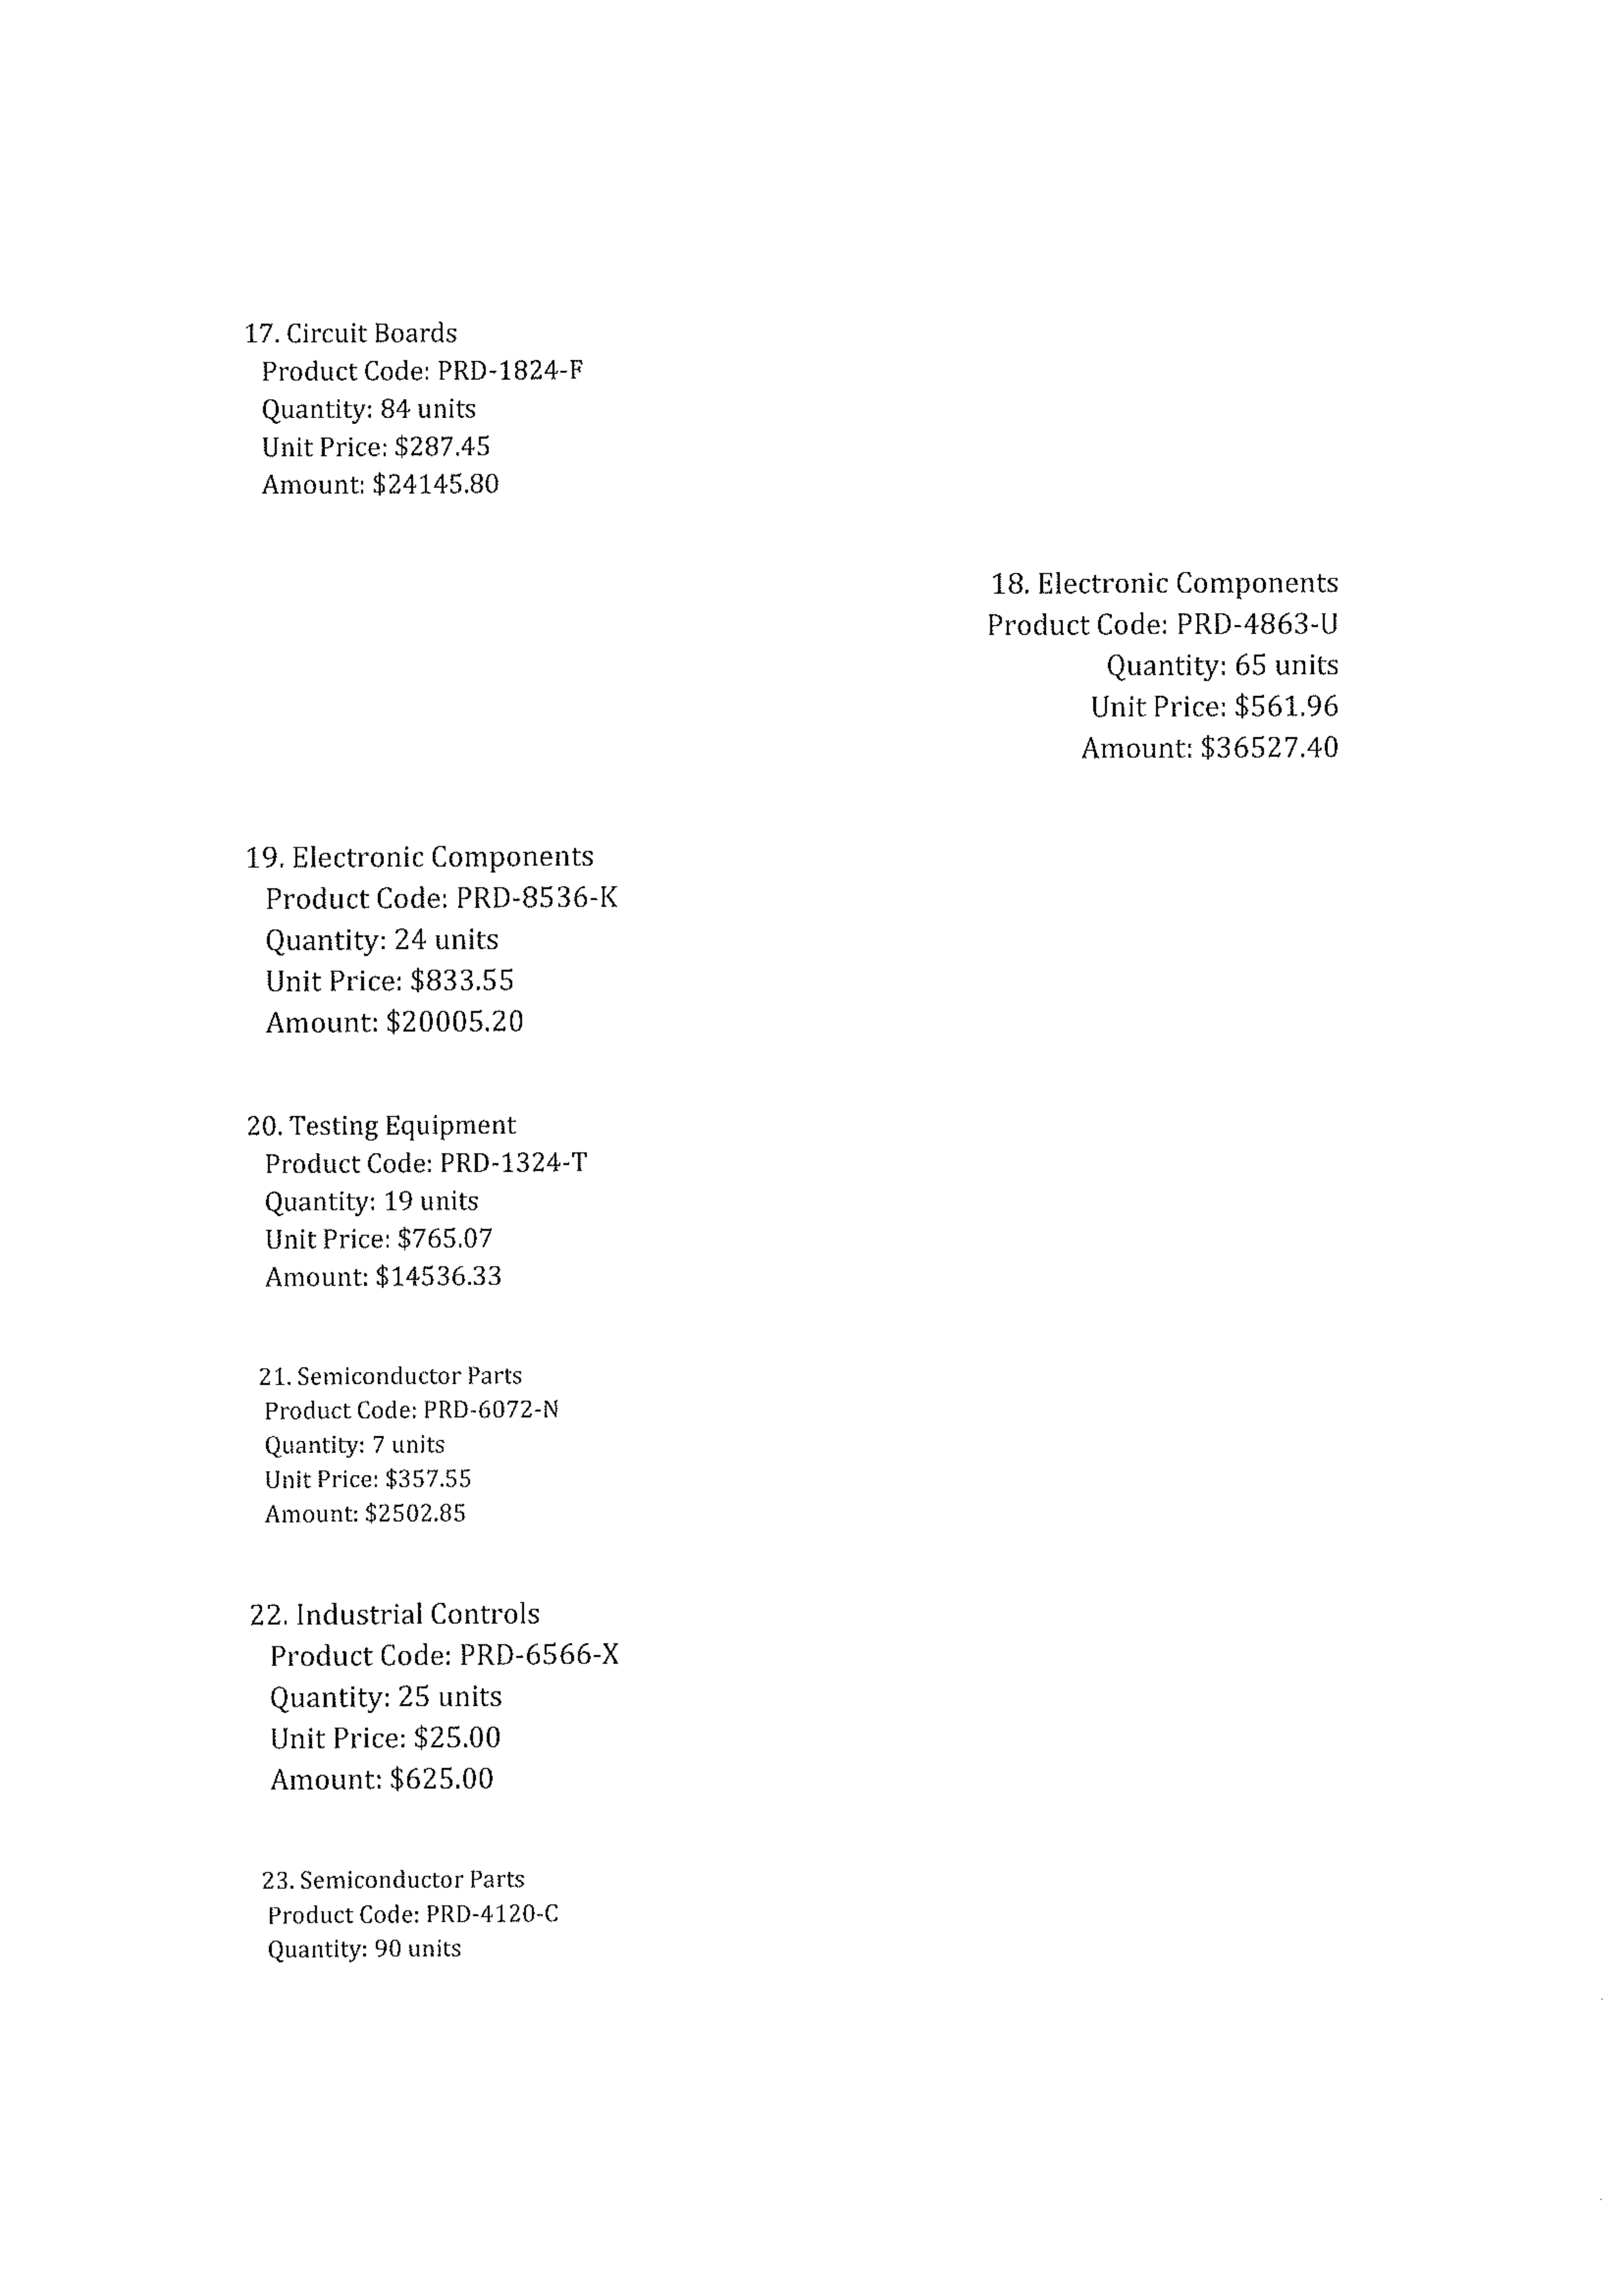 17. Circuit Boards
Product Code: PRD-1824-F
Quantity: 84 units
Unit Price: $287.45
Amount: $24145.80
18. Electronic Components
Product Code: PRD-4863-U
Quantity: 65 units
Unit Price: $561.96
Amount: $36527.40
19. Electronic Components
Product Code: PRD-8536-K
Quantity: 24 units
Unit Price: $833.55
Amount: $20005.20
20. Testing Equipment
Product Code: PRD-1324-T
Quantity: 19 units
Unit Price: $765.07
Amount: $14536.33
21. Semiconductor Parts
Product Code: PRD-6072-N
Quantity: 7 units
Unit Price: $357.55
Amount: $2502.85
22. Industrial Controls
Product Code: PRD-6566-X
Quantity: 25 units
Unit Price: $25.00
Amount: $625.00
23. Semiconductor Parts
Product Code: PRD-4120-C
Quantity: 90 units